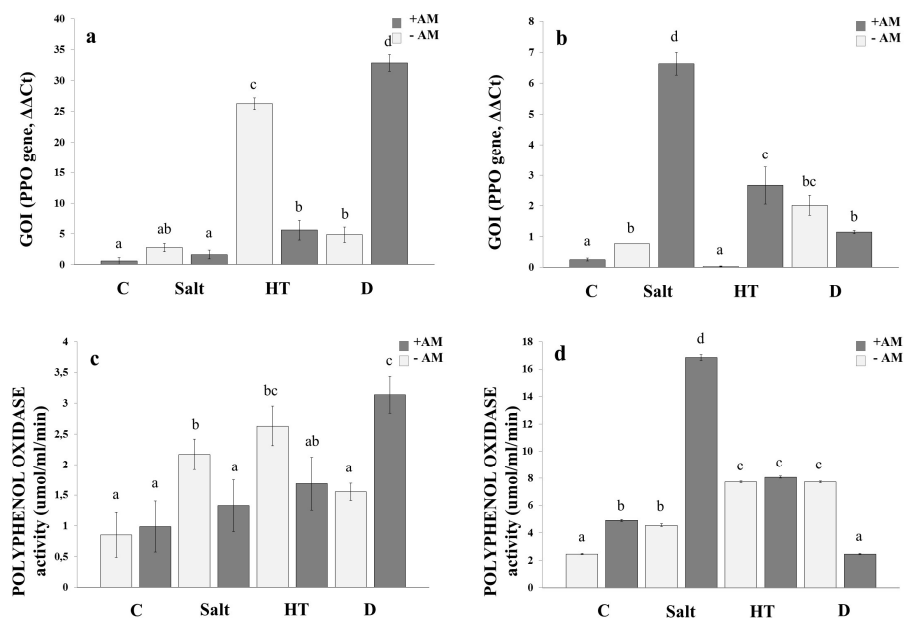 a
+AM
- AM
GOI (PPO gene, ΔΔCt)
40
35
30
25
20
15
10
5
0
a
ab
a
c
b
b
d
C Salt HT D
b
+AM
- AM
GOI (PPO gene, ΔΔCt)
8
7
6
5
4
3
2
1
0
a
b
d
a
c
bc
b
C Salt HT D
c
+AM
- AM
POLYPHENOL OXIDASE
activity (umol/ml/min)
4
3,5
3
2,5
2
1,5
1
0,5
0
a
a
b
a
bc
ab
a
c
C Salt HT D
d
+AM
- AM
POLYPHENOL OXIDASE
activity (umol/ml/min)
18
16
14
12
10
8
6
4
2
0
a
b
b
d
c
c
c
a
C Salt HT D